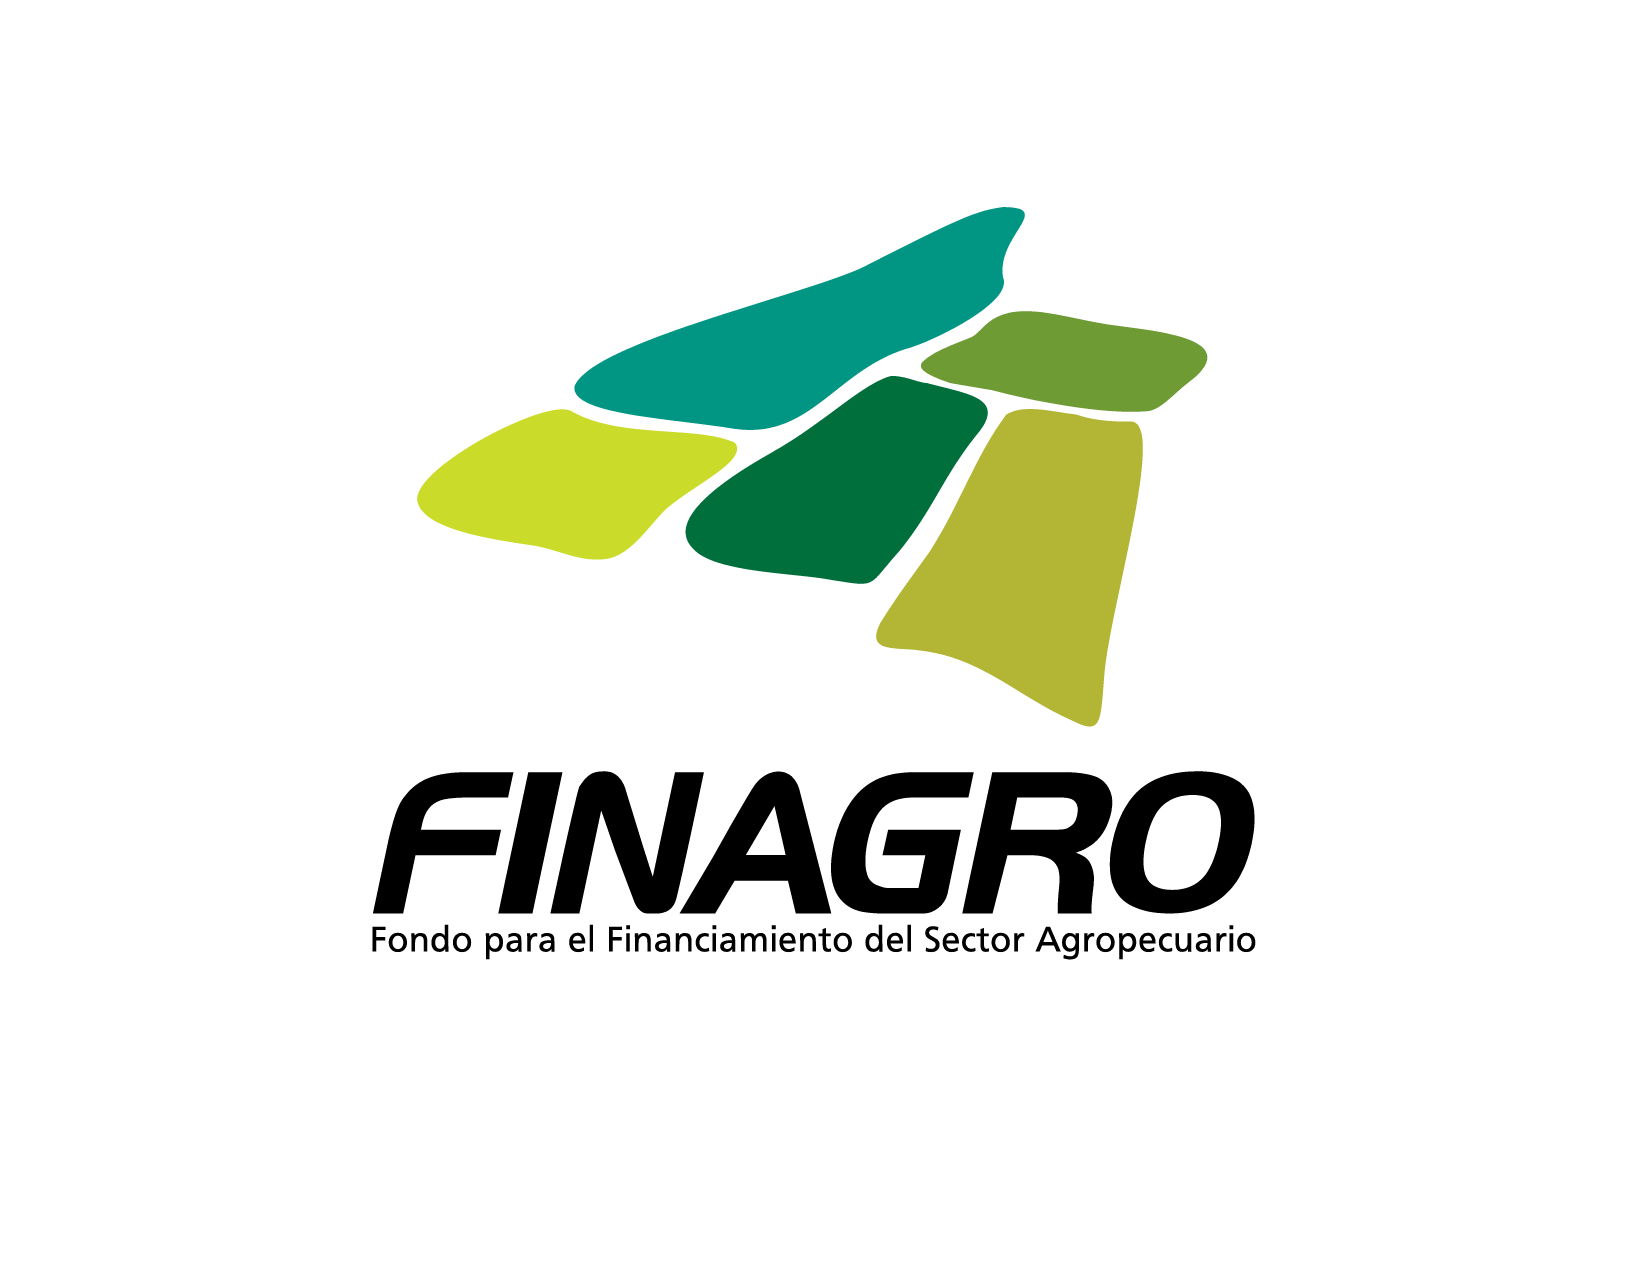 FINAGRO
Fondo para el Financiamiento del Sector Agropecuario